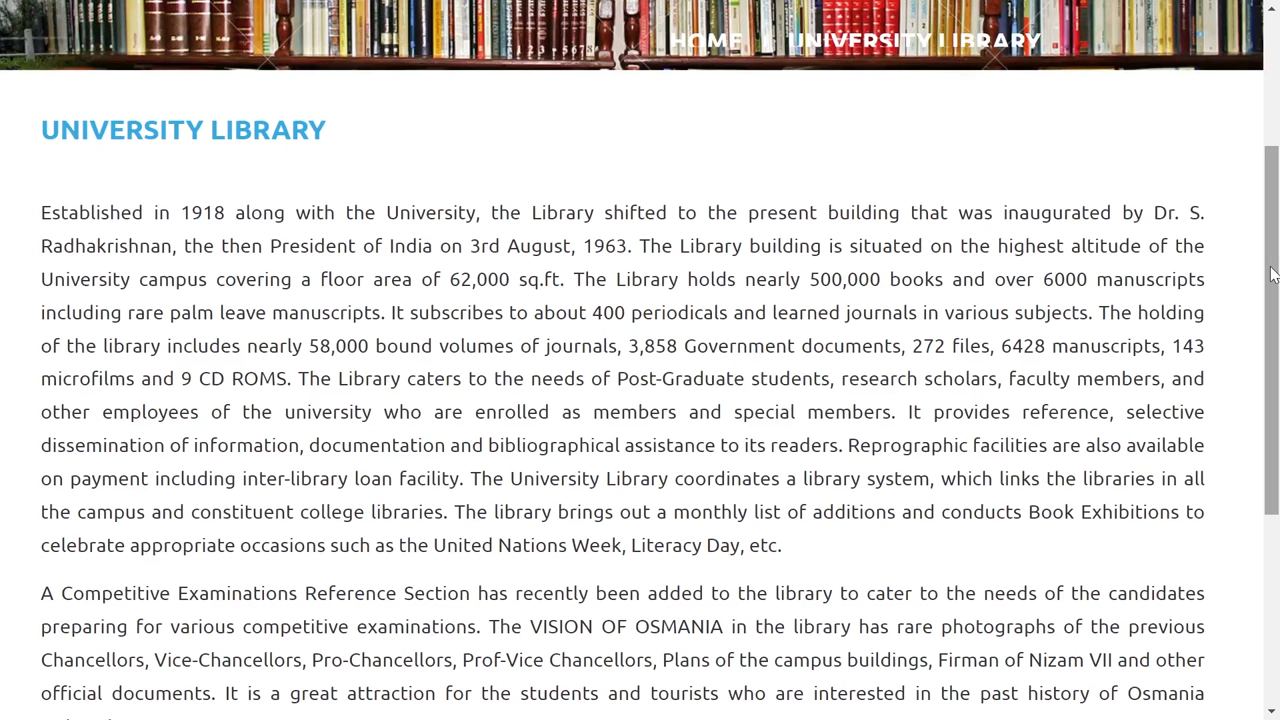 HOME UNIVERSITY LIBRARY
UNIVERSITY LIBRARY
Established in 1918 along with the University, the Library shifted to the present building that was inaugurated by Dr. S.
Radhakrishnan, the then President of India on 3rd August, 1963. The Library building is situated on the highest altitude of the
University campus covering a floor area of 62,000 sq.ft. The Library holds nearly 500,000 books and over 6000 manuscripts
including rare palm leave manuscripts. It subscribes to about 400 periodicals and learned journals in various subjects. The holding
of the library includes nearly 58,000 bound volumes of journals, 3,858 Government documents, 272 files, 6428 manuscripts, 143
microfilms and 9 CD ROMS. The Library caters to the needs of Post-Graduate students, research scholars, faculty members, and
other employees of the university who are enrolled as members and special members. It provides reference, selective
dissemination of information, documentation and bibliographical assistance to its readers. Reprographic facilities are also available
on payment including inter-library loan facility. The University Library coordinates a library system, which links the libraries in all
the campus and constituent college libraries. The library brings out a monthly list of additions and conducts Book Exhibitions to
celebrate appropriate occasions such as the United Nations Week, Literacy Day, etc.
A Competitive Examinations Reference Section has recently been added to the library to cater to the needs of the candidates
preparing for various competitive examinations. The VISION OF OSMANIA in the library has rare photographs of the previous
Chancellors, Vice-Chancellors, Pro-Chancellors, Prof-Vice Chancellors, Plans of the campus buildings, Firman of Nizam VII and other
official documents. It is a great attraction for the students and tourists who are interested in the past history of Osmania